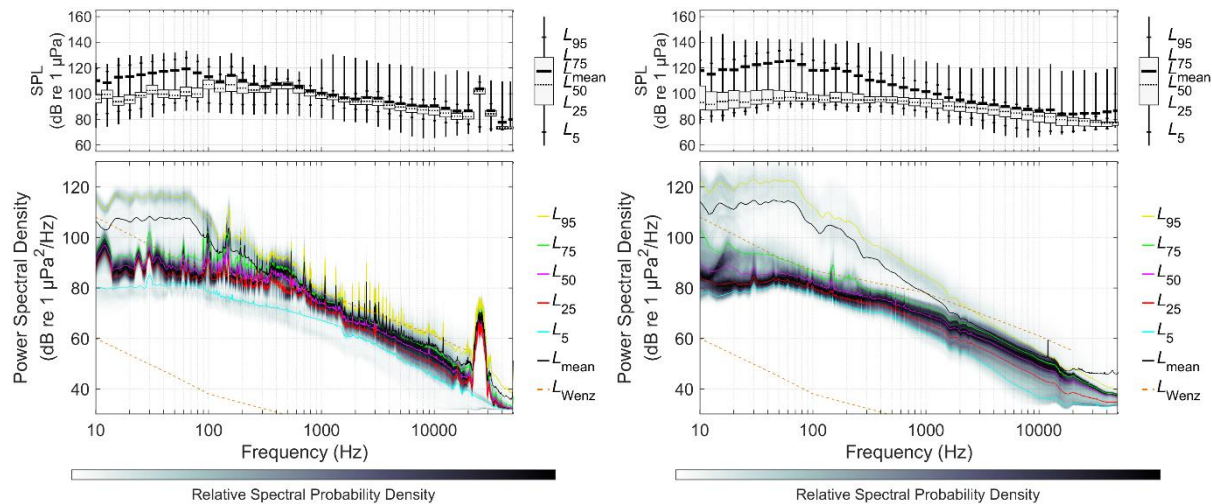 160
140
120
100
80
60
SPL
(dB re 1 µPa)
L95
L75
Lmean
L50
L25
L5
120
100
80
60
40
Power Spectral Density
(dB re 1 µPa²/Hz)
10
100
1000
10000
Frequency (Hz)
L95
L75
L50
L25
L5
Lmean
LWenz
Relative Spectral Probability Density
160
140
120
100
80
60
SPL
(dB re 1 µPa)
L95
L75
Lmean
L50
L25
L5
120
100
80
60
40
Power Spectral Density
(dB re 1 µPa²/Hz)
10
100
1000
10000
Frequency (Hz)
L95
L75
L50
L25
L5
Lmean
LWenz
Relative Spectral Probability Density